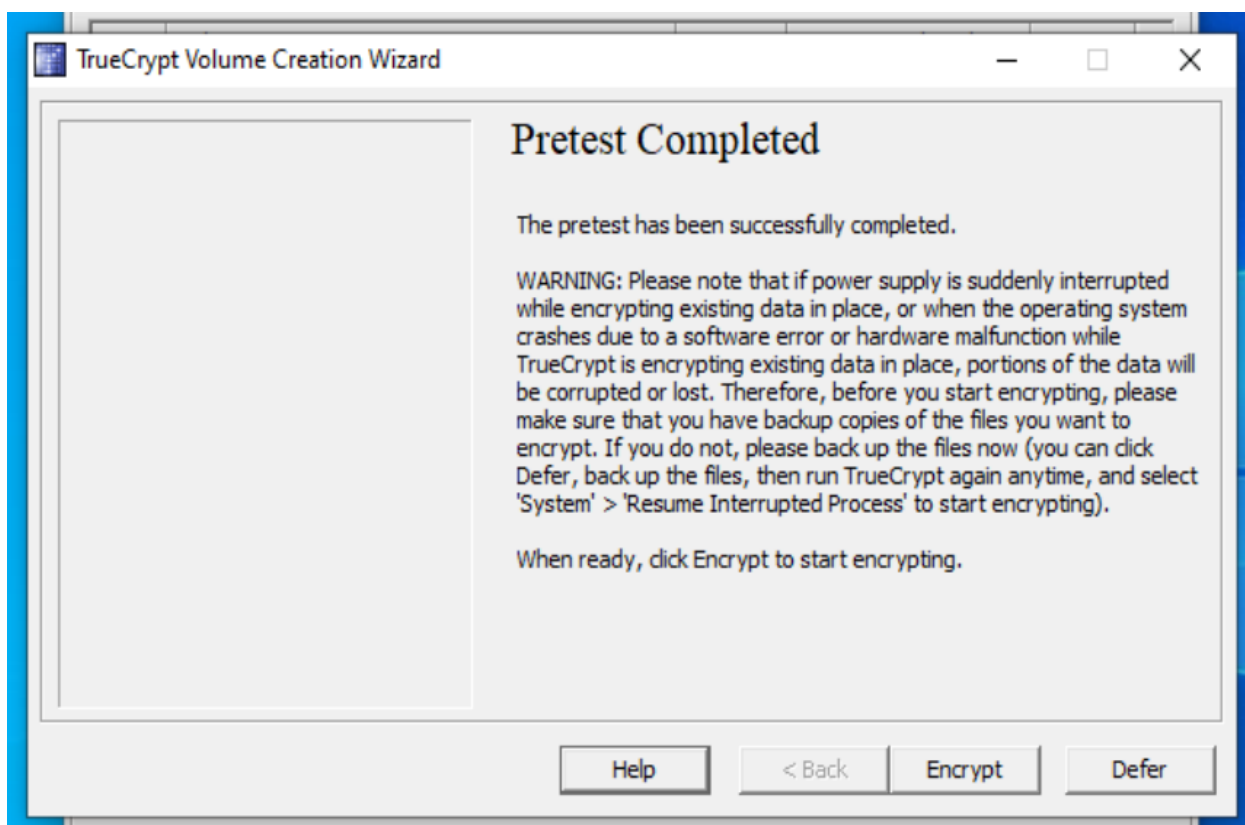 TrueCrypt Volume Creation Wizard
Pretest Completed
The pretest has been successfully completed.
WARNING: Please note that if power supply is suddenly interrupted
while encrypting existing data in place, or when the operating system
crashes due to a software error or hardware malfunction while
TrueCrypt is encrypting existing data in place, portions of the data will
be corrupted or lost. Therefore, before you start encrypting, please
make sure that you have backup copies of the files you want to
encrypt. If you do not, please back up the files now (you can click
Defer, back up the files, then run TrueCrypt again anytime, and select
'System' > 'Resume Interrupted Process' to start encrypting).
When ready, click Encrypt to start encrypting.
Help < Back Encrypt Defer